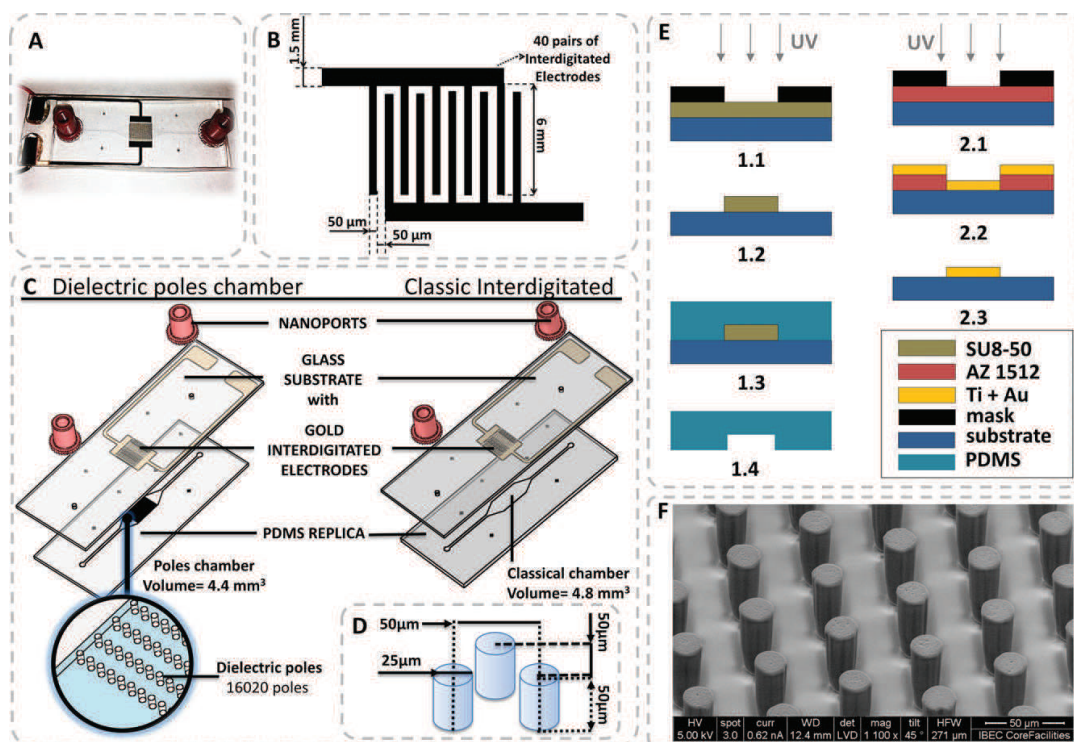 A
B
1.5 mm
40 pairs of
Interdigitated
Electrodes
6 mm
50 µm
50 µm
C
Dielectric poles chamber
Classic Interdigitated
NANOPORTS
GLASS
SUBSTRATE
with
GOLD
INTERDIGITATED
ELECTRODES
PDMS REPLICA
Poles chamber
Volume= 4.4 mm³
Classical chamber
Volume= 4.8 mm³
Dielectric poles
16020 poles
D
50µm
25µm
50µm
50µm
E
UV
UV
1.1
2.1
1.2
2.2
1.3
2.3
1.4
SU8-50
AZ 1512
Ti + Au
mask
substrate
PDMS
F
HV spot curr WD det mag tilt HFW 50 µm
5.00 kV 3.0 0.62 nA 12.4 mm LVD 1 100 x 45 ° 271 µm IBEC CoreFacilities